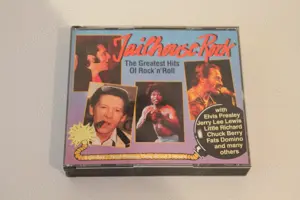 Jailhouse Rock
The Greatest Hits
Of Rock'n'Roll
with
Elvis Presley
Jerry Lee Lewis
Little Richard
Chuck Berry
Fats Domino
and many
others